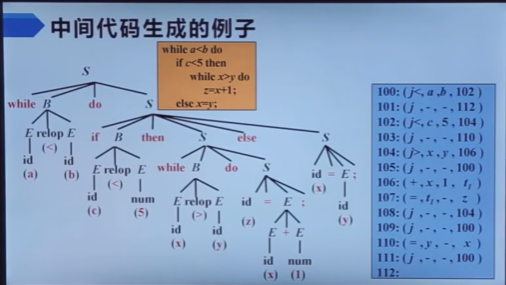 中间代码生成的例子
while a<b do
if c<5 then
while x>y do
z=x+1;
else x=y;
S
while B do S
E relop E if B then S else S
(<)
id id E relop E while B do S id = E ;
(a) (b) (<) (x)
id num E relop E id = E ; id
(c) (5) (>) (z) (y)
id id E + E
(x) (y)
id num
(x) (1)
100: (j<, a , b , 102 )
101: (j , - , - , 112 )
102: (j<, c , 5 , 104 )
103: (j , - , - , 110 )
104: (j>, x , y , 106 )
105: (j , - , - , 100 )
106: (+ , x , 1 , t₁ )
107: (= , t₁ , - , z )
108: (j , - , - , 104 )
109: (j , - , - , 100 )
110: (= , y , - , x )
111: (j , - , - , 100 )
112: